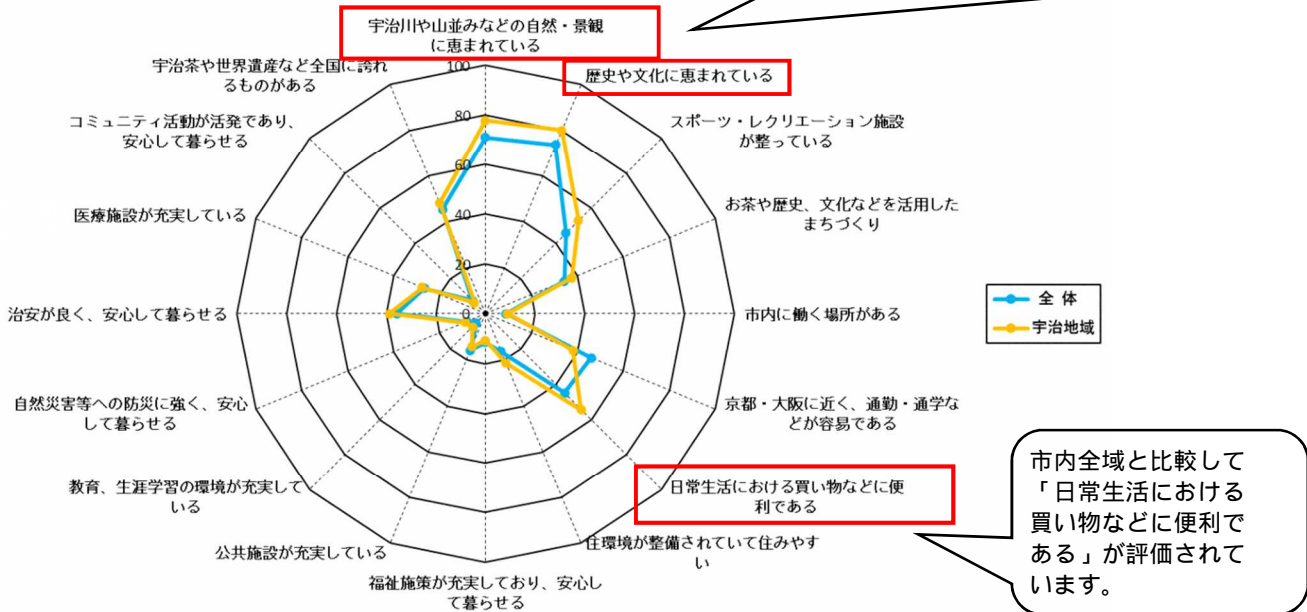 宇治川や山並みなどの自然・景観
に恵まれている
歴史や文化に恵まれている
スポーツ・レクリエーション施設
が整っている
お茶や歴史、文化などを活用した
まちづくり
市内に働く場所がある
京都・大阪に近く、通勤・通学な
どが容易である
日常生活における買い物などに便
利である
住環境が整備されていて住みやす
い
福祉施策が充実しており、安心し
て暮らせる
公共施設が充実している
教育、生涯学習の環境が充実して
いる
自然災害等への防災に強く、安心
して暮らせる
治安が良く、安心して暮らせる
医療施設が充実している
コミュニティ活動が活発であり、
安心して暮らせる
宇治茶や世界遺産など全国に誇れ
るものがある
100
80
60
40
20
0
全 体
宇治地域
市内全域と比較して
「日常生活における
買い物などに便利で
ある」が評価されて
います。